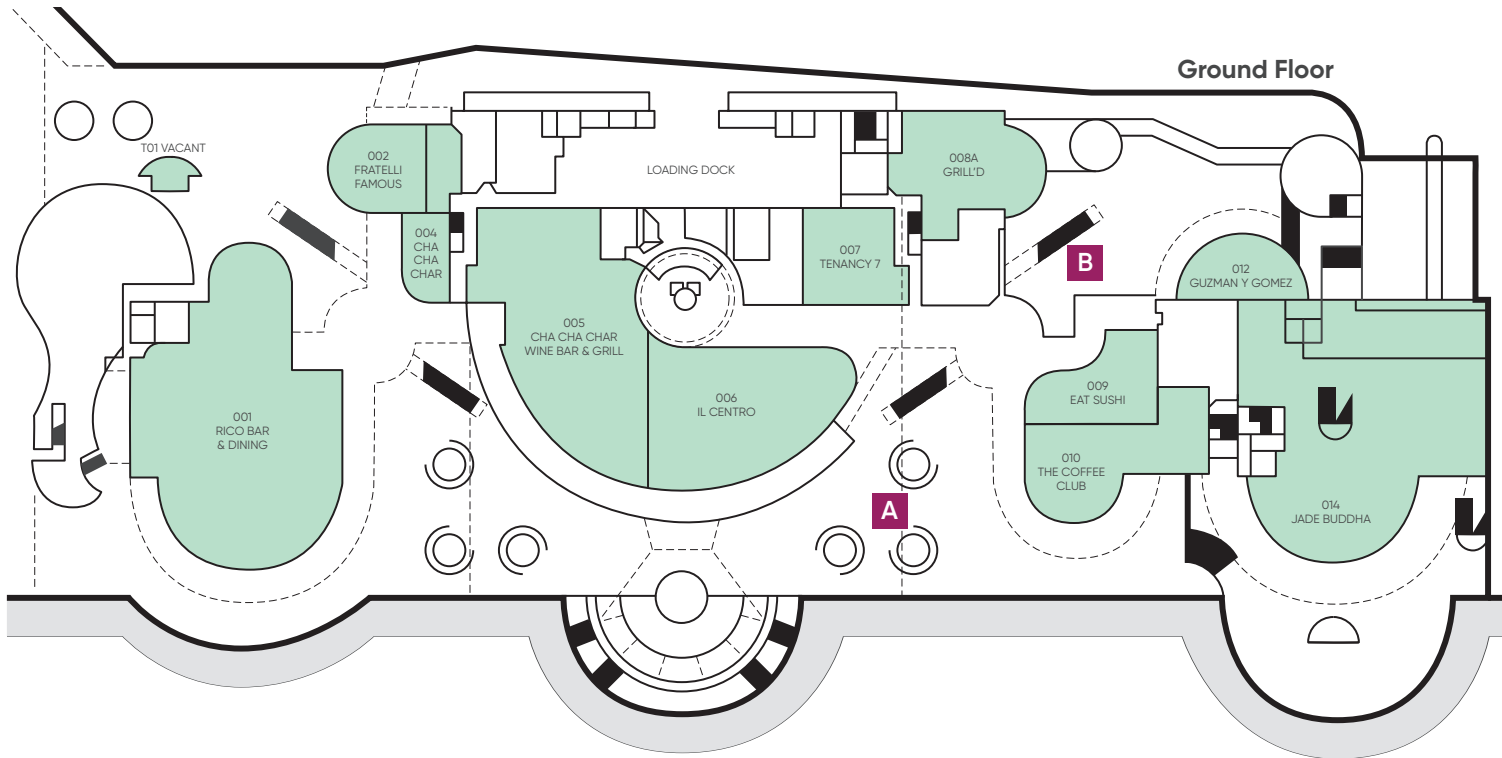 Ground Floor
T01 VACANT
002
FRATELLI
FAMOUS
LOADING DOCK
008A
GRILL'D
004
CHA
CHA
CHAR
007
TENANCY 7
B
012
GUZMAN Y GOMEZ
005
CHA CHA CHAR
WINE BAR & GRILL
009
EAT SUSHI
006
IL CENTRO
001
RICO BAR
& DINING
010
THE COFFEE
CLUB
A
014
JADE BUDDHA